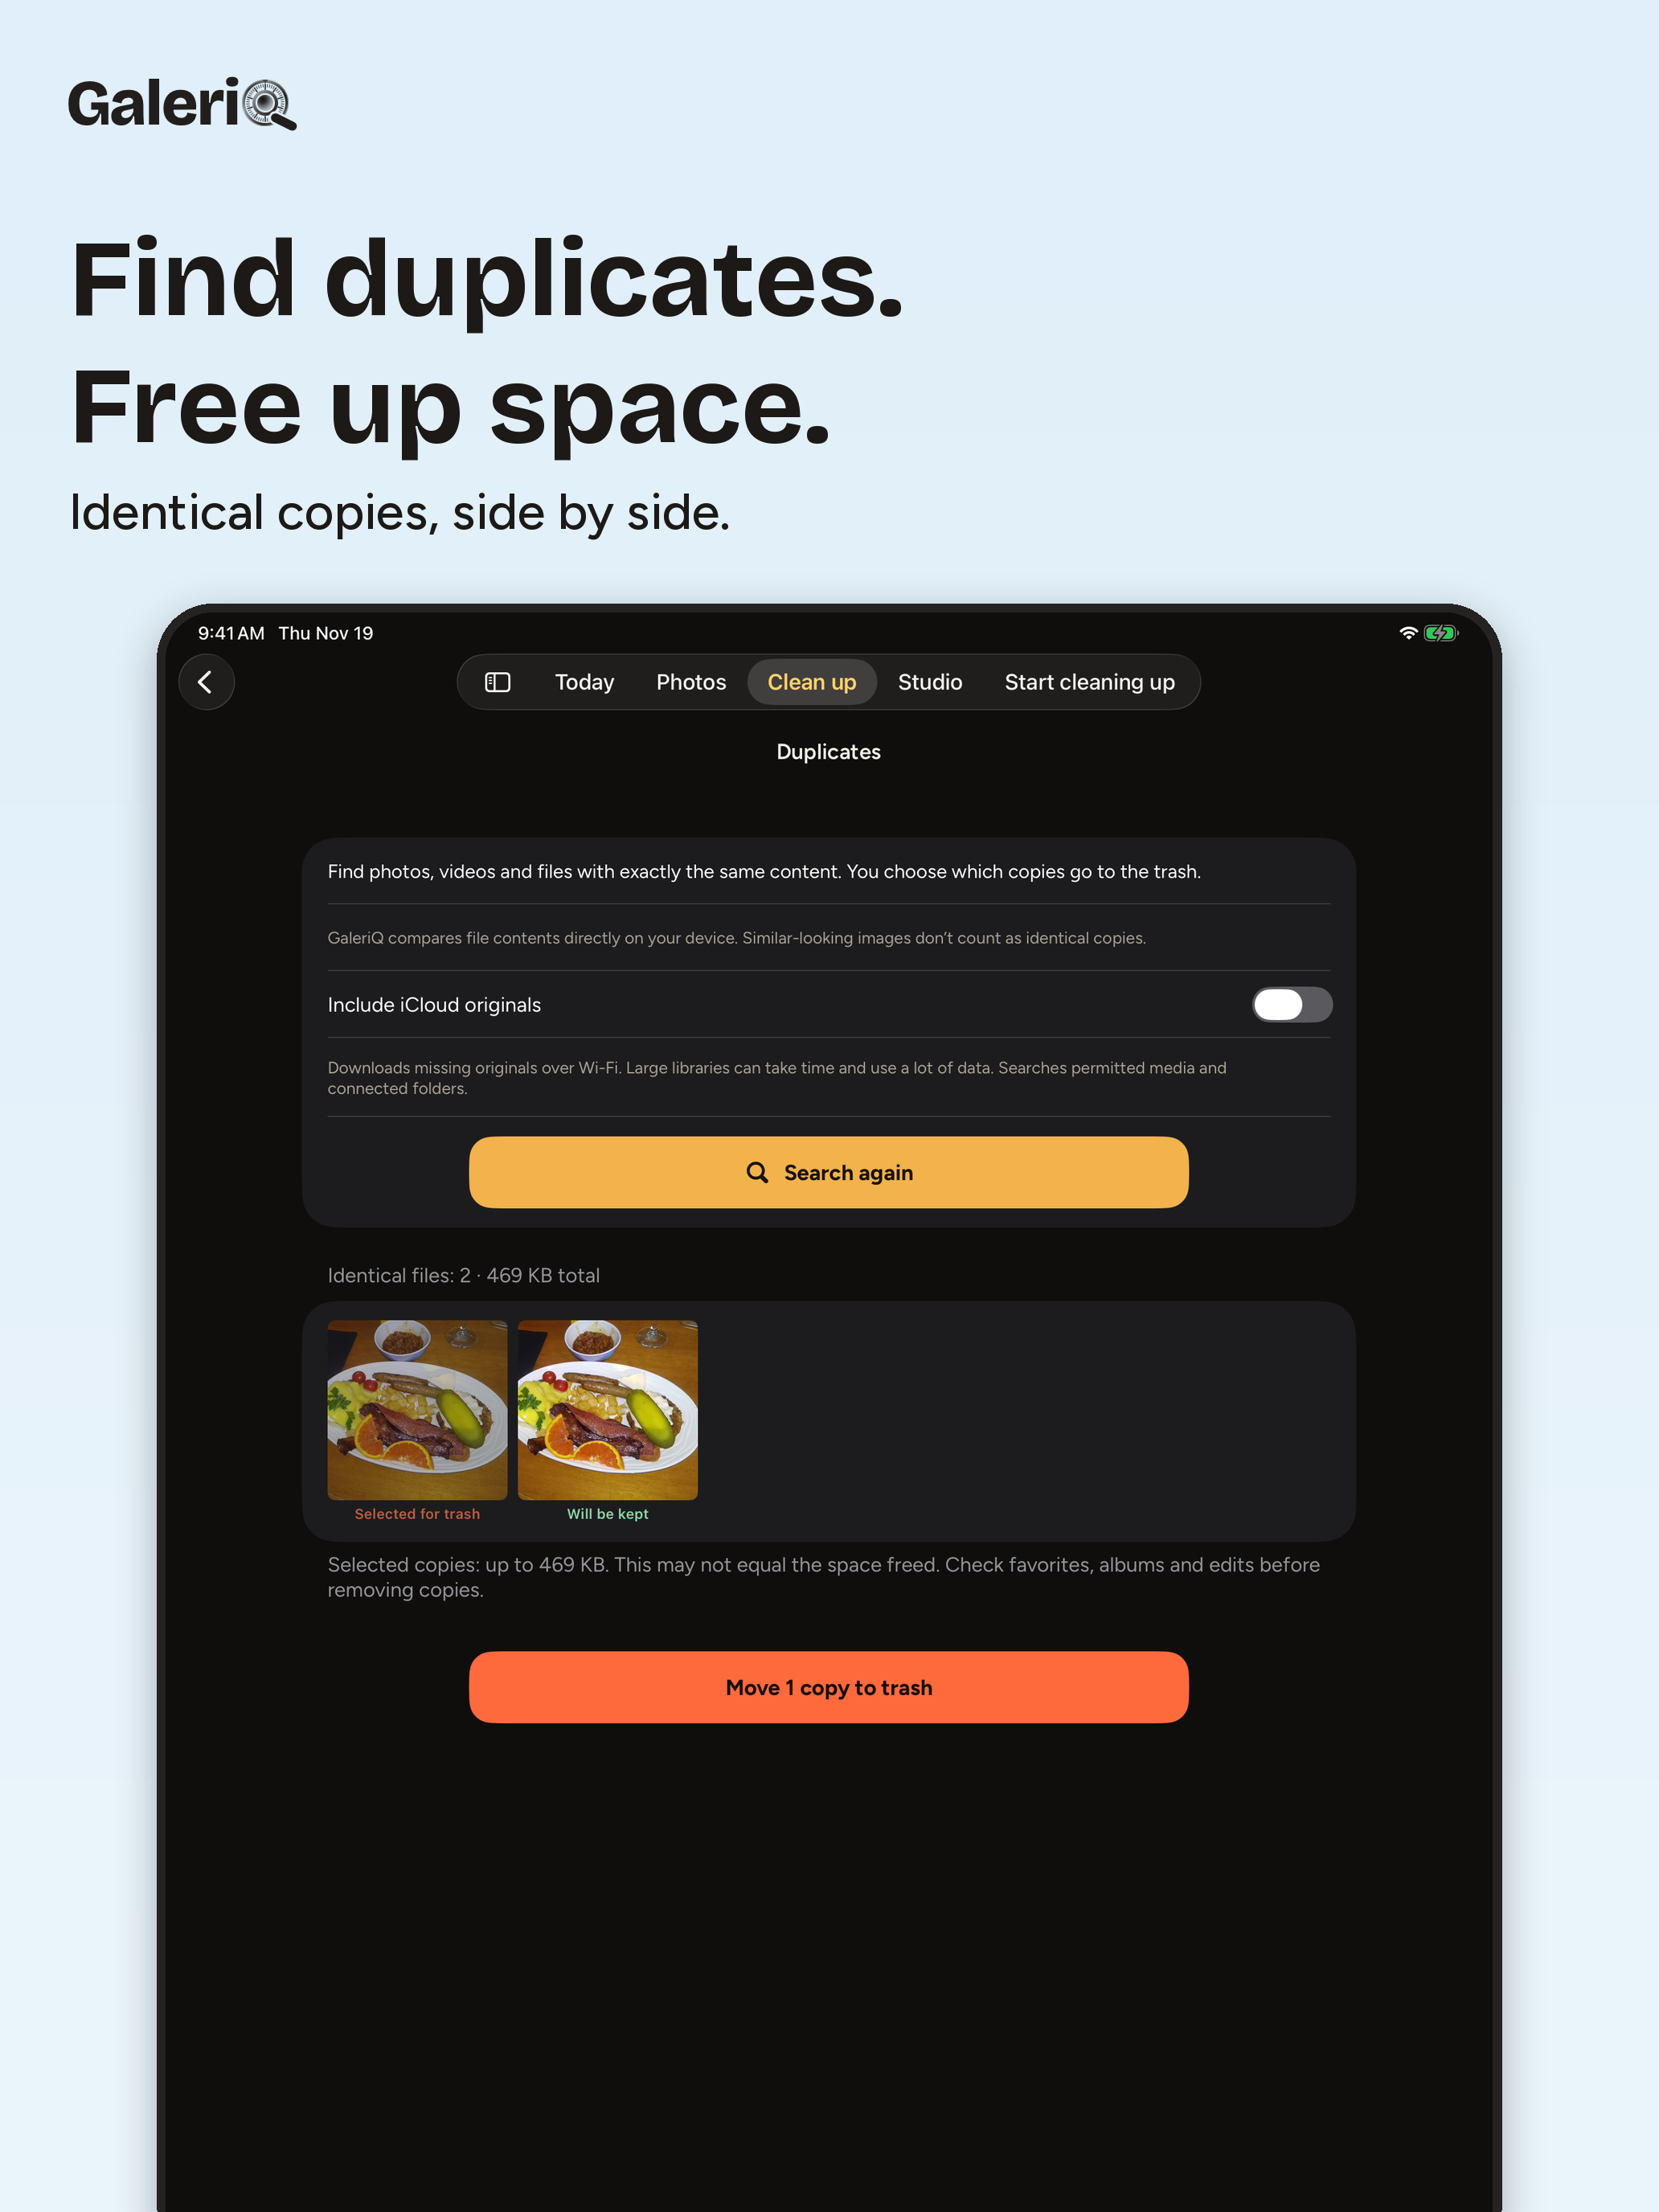 GaleriQ
Find duplicates.
Free up space.
Identical copies, side by side.
9:41 AM Thu Nov 19
Today Photos Clean up Studio Start cleaning up
Duplicates
Find photos, videos and files with exactly the same content. You choose which copies go to the trash.
GaleriQ compares file contents directly on your device. Similar-looking images don’t count as identical copies.
Include iCloud originals
Downloads missing originals over Wi-Fi. Large libraries can take time and use a lot of data. Searches permitted media and
connected folders.
Search again
Identical files: 2 · 469 KB total
Selected for trash Will be kept
Selected copies: up to 469 KB. This may not equal the space freed. Check favorites, albums and edits before
removing copies.
Move 1 copy to trash